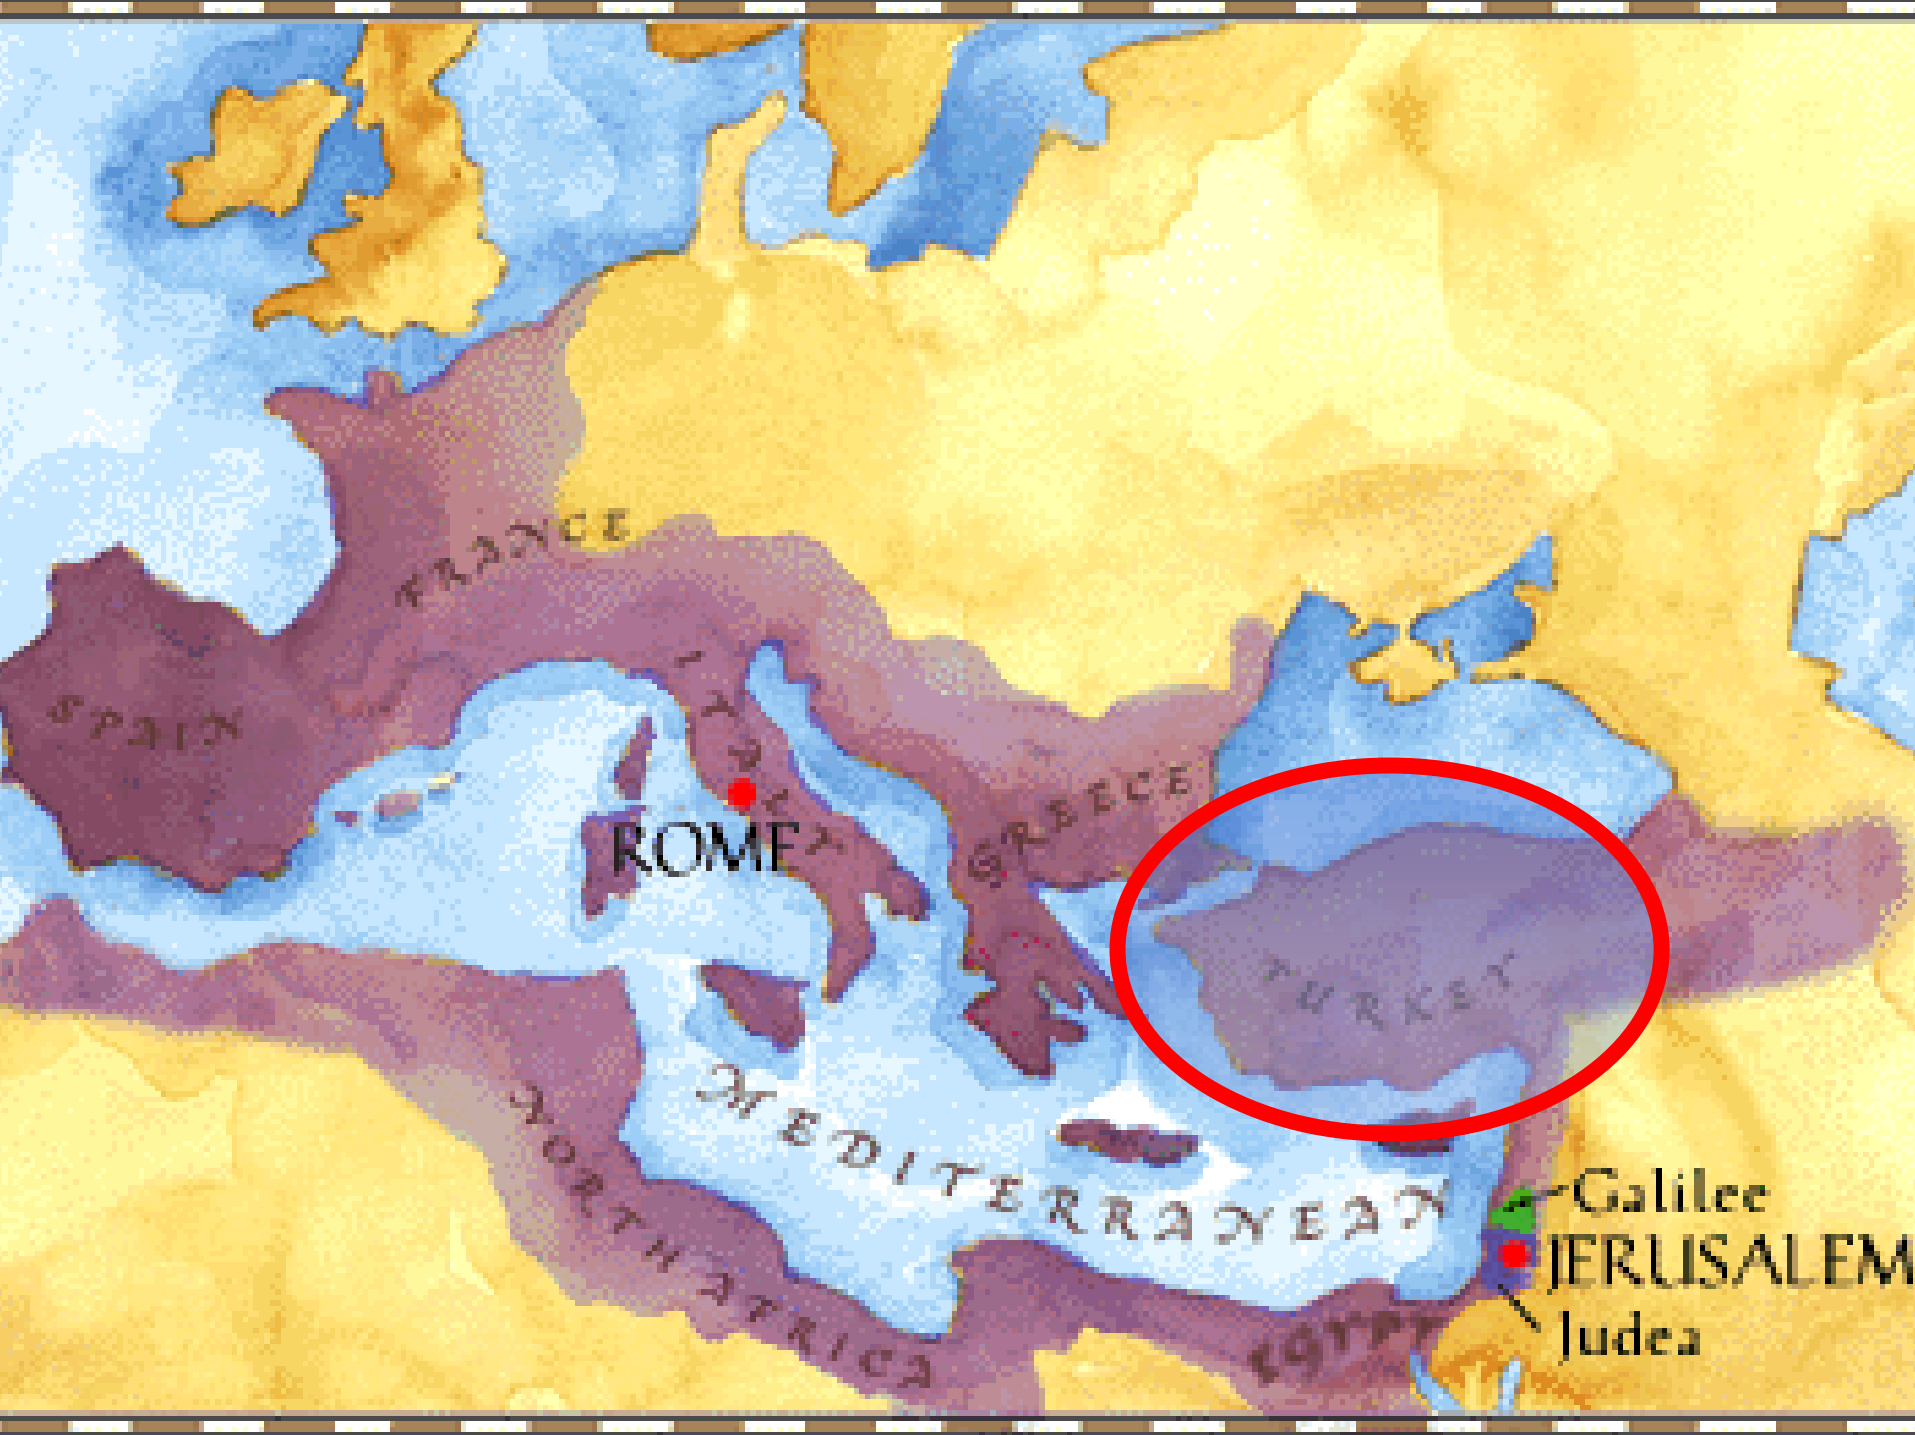 FRANCE
SPAIN
ITALY
ROME
GREECE
TURKEY
MEDITERRANEAN
NORTH AFRICA
Galilee
JERUSALEM
Judea
EGYPT